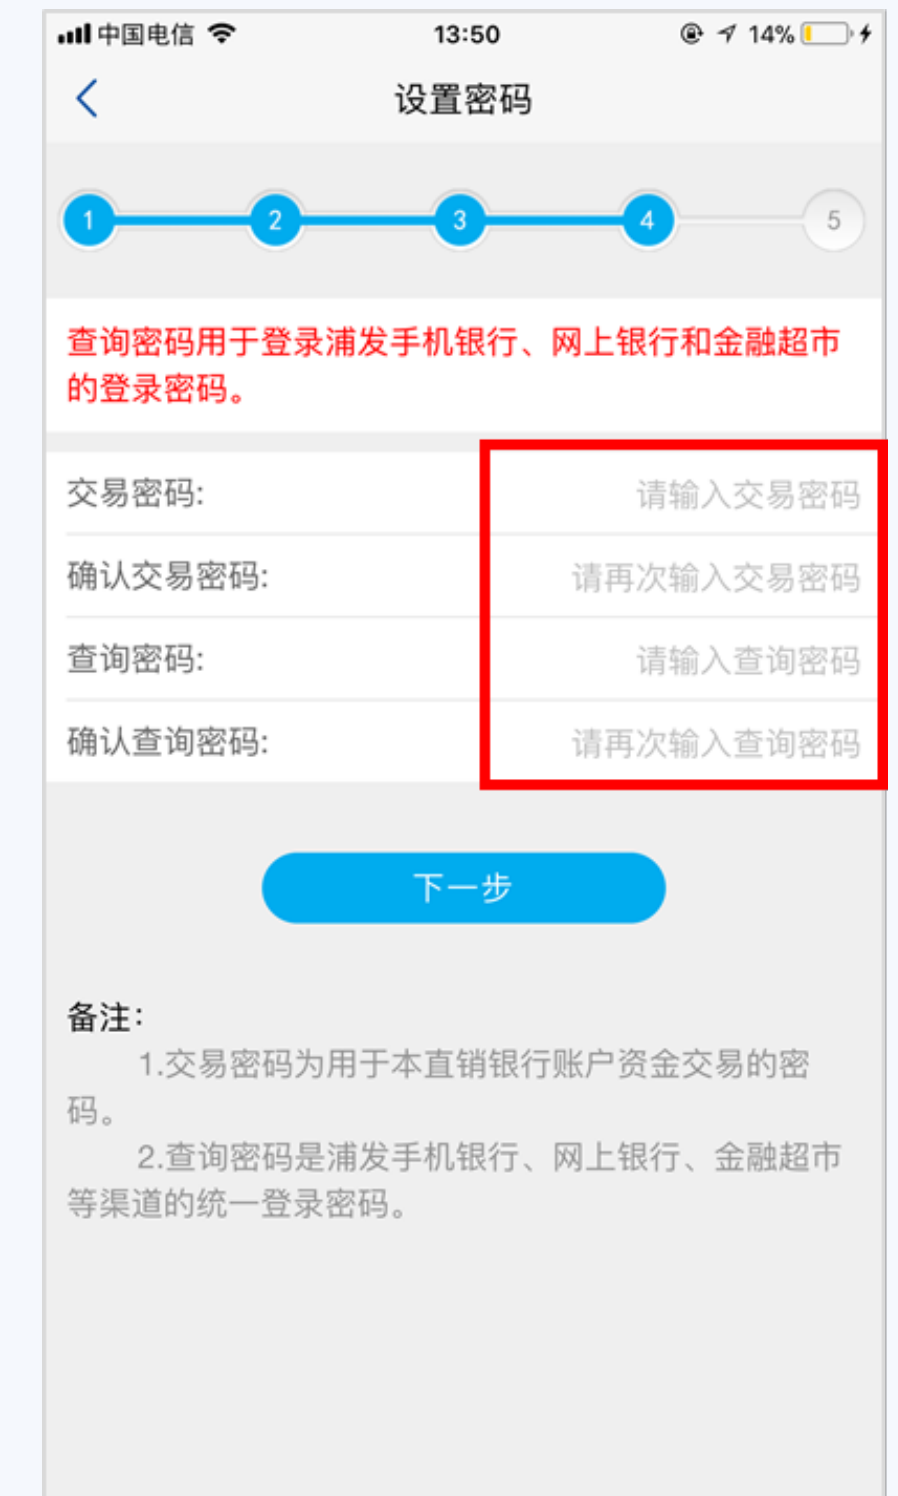 中国电信 13:50 14%
设置密码
1 2 3 4 5
查询密码用于登录浦发手机银行、网上银行和金融超市
的登录密码。
交易密码: 请输入交易密码
确认交易密码: 请再次输入交易密码
查询密码: 请输入查询密码
确认查询密码: 请再次输入查询密码
下一步
备注：
1.交易密码为用于本直销银行账户资金交易的密
码。
2.查询密码是浦发手机银行、网上银行、金融超市
等渠道的统一登录密码。